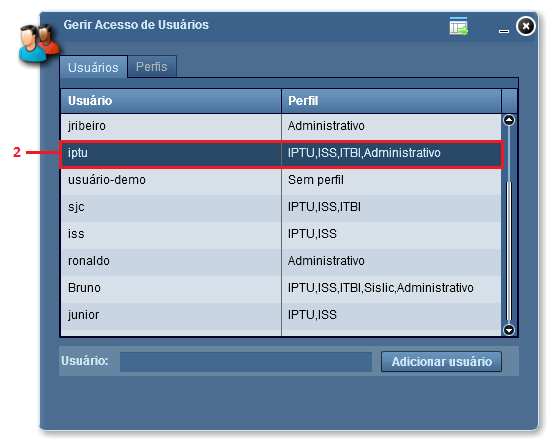 Gerir Acesso de Usuários
Usuários Perfis
Usuário Perfil
jribeiro Administrativo
2 iptu IPTU,ISS,ITBI,Administrativo
usuário-demo Sem perfil
sjc IPTU,ISS,ITBI
iss IPTU,ISS
ronaldo Administrativo
Bruno IPTU,ISS,ITBI,Sislic,Administrativo
junior IPTU,ISS
Usuário: Adicionar usuário